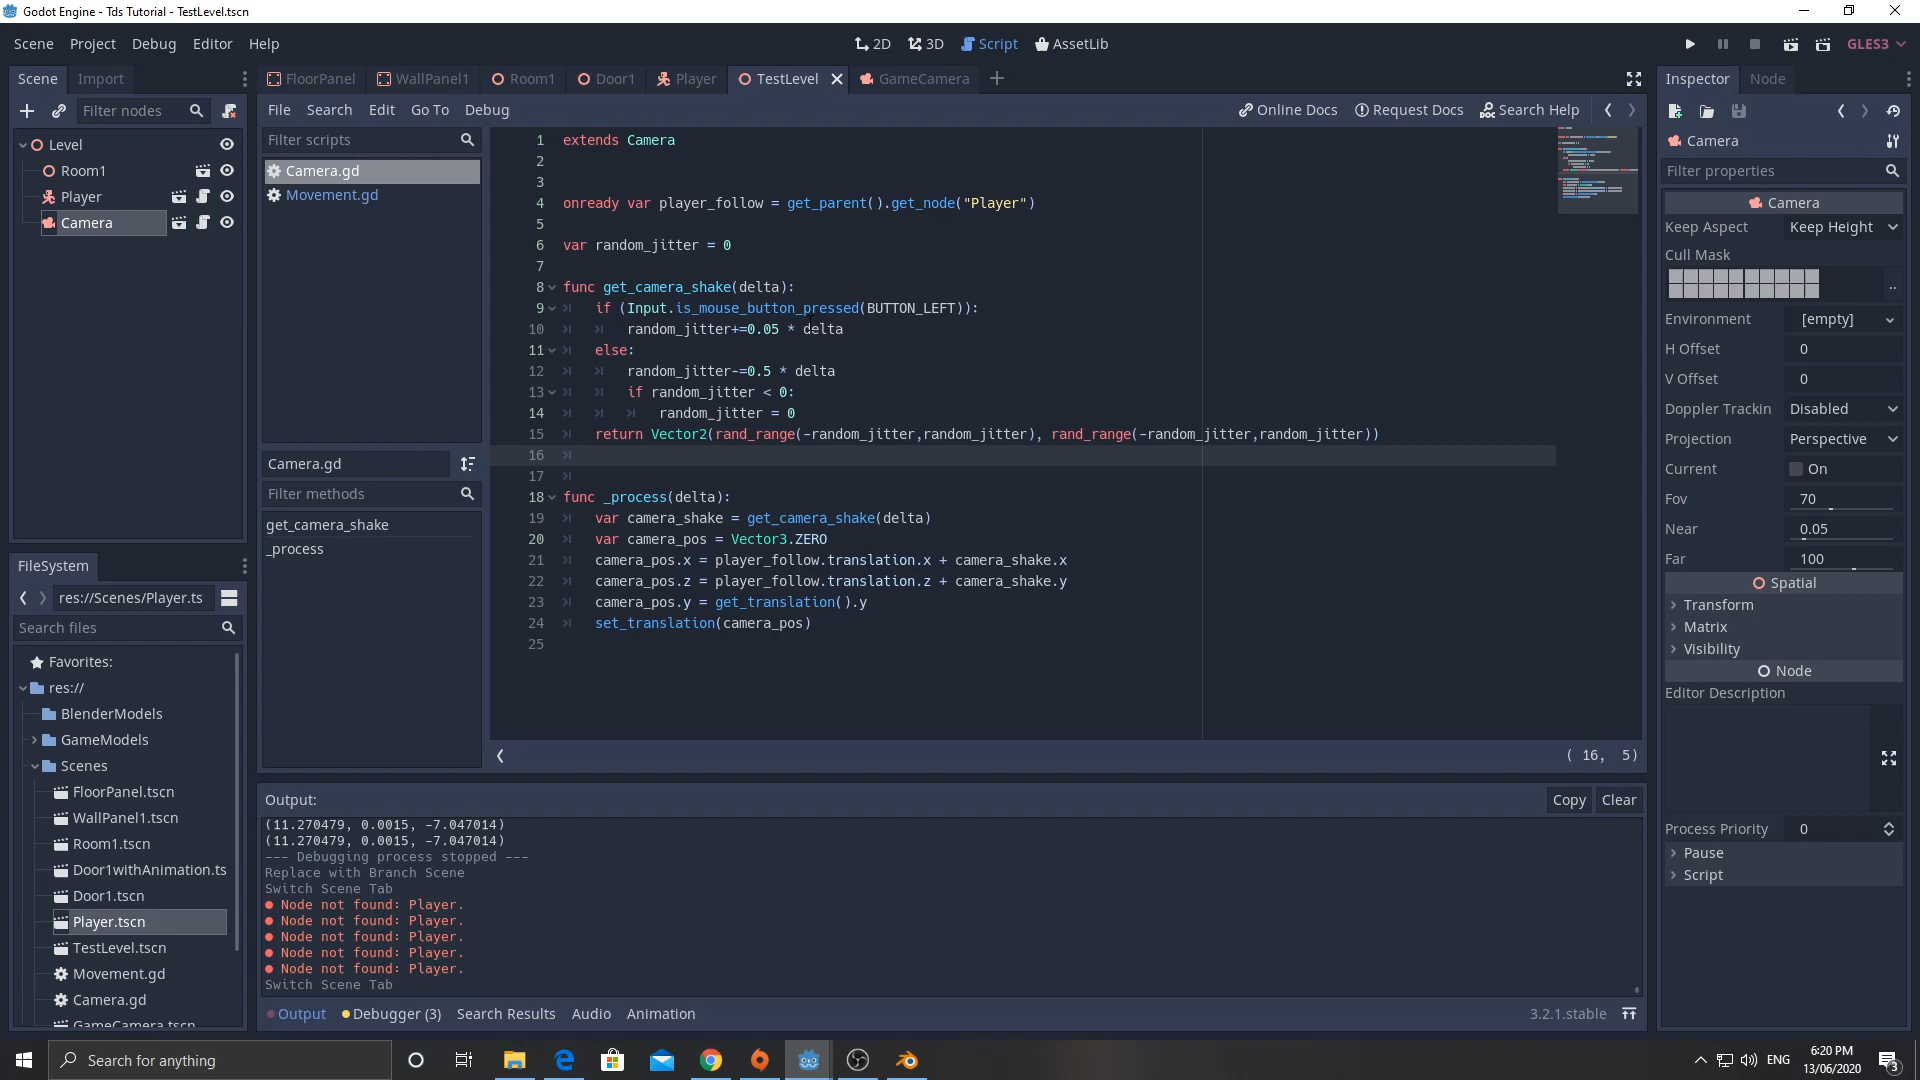 Godot Engine - Tds Tutorial - TestLevel.tscn
Scene Project Debug Editor Help
2D 3D Script AssetLib
GLES3
Scene Import
FloorPanel WallPanel1 Room1 Door1 Player TestLevel GameCamera
Inspector Node
Filter nodes
File Search Edit Go To Debug
Online Docs Request Docs Search Help
Level
Room1
Player
Camera
Filter scripts
Camera.gd
Movement.gd
Camera.gd
Filter methods
get_camera_shake
_process
1 extends Camera
2
3
4 onready var player_follow = get_parent().get_node("Player")
5
6 var random_jitter = 0
7
8 func get_camera_shake(delta):
9 if (Input.is_mouse_button_pressed(BUTTON_LEFT)):
10 random_jitter+=0.05 * delta
11 else:
12 random_jitter-=0.5 * delta
13 if random_jitter < 0:
14 random_jitter = 0
15 return Vector2(rand_range(-random_jitter,random_jitter), rand_range(-random_jitter,random_jitter))
16
17
18 func _process(delta):
19 var camera_shake = get_camera_shake(delta)
20 var camera_pos = Vector3.ZERO
21 camera_pos.x = player_follow.translation.x + camera_shake.x
22 camera_pos.z = player_follow.translation.z + camera_shake.y
23 camera_pos.y = get_translation().y
24 set_translation(camera_pos)
25
( 16, 5)
Camera
Filter properties
Camera
Keep Aspect Keep Height
Cull Mask
..
Environment [empty]
H Offset 0
V Offset 0
Doppler Trackin Disabled
Projection Perspective
Current On
Fov 70
Near 0.05
Far 100
Spatial
Transform
Matrix
Visibility
Node
Editor Description
Process Priority 0
Pause
Script
FileSystem
res://Scenes/Player.ts
Search files
Favorites:
res://
BlenderModels
GameModels
Scenes
FloorPanel.tscn
WallPanel1.tscn
Room1.tscn
Door1withAnimation.ts
Door1.tscn
Player.tscn
TestLevel.tscn
Movement.gd
Camera.gd
GameCamera.tscn
Output:
Copy Clear
(11.270479, 0.0015, -7.047014)
(11.270479, 0.0015, -7.047014)
--- Debugging process stopped ---
Replace with Branch Scene
Switch Scene Tab
Node not found: Player.
Node not found: Player.
Node not found: Player.
Node not found: Player.
Node not found: Player.
Switch Scene Tab
Output Debugger (3) Search Results Audio Animation
3.2.1.stable
Search for anything
ENG
6:20 PM
13/06/2020
3